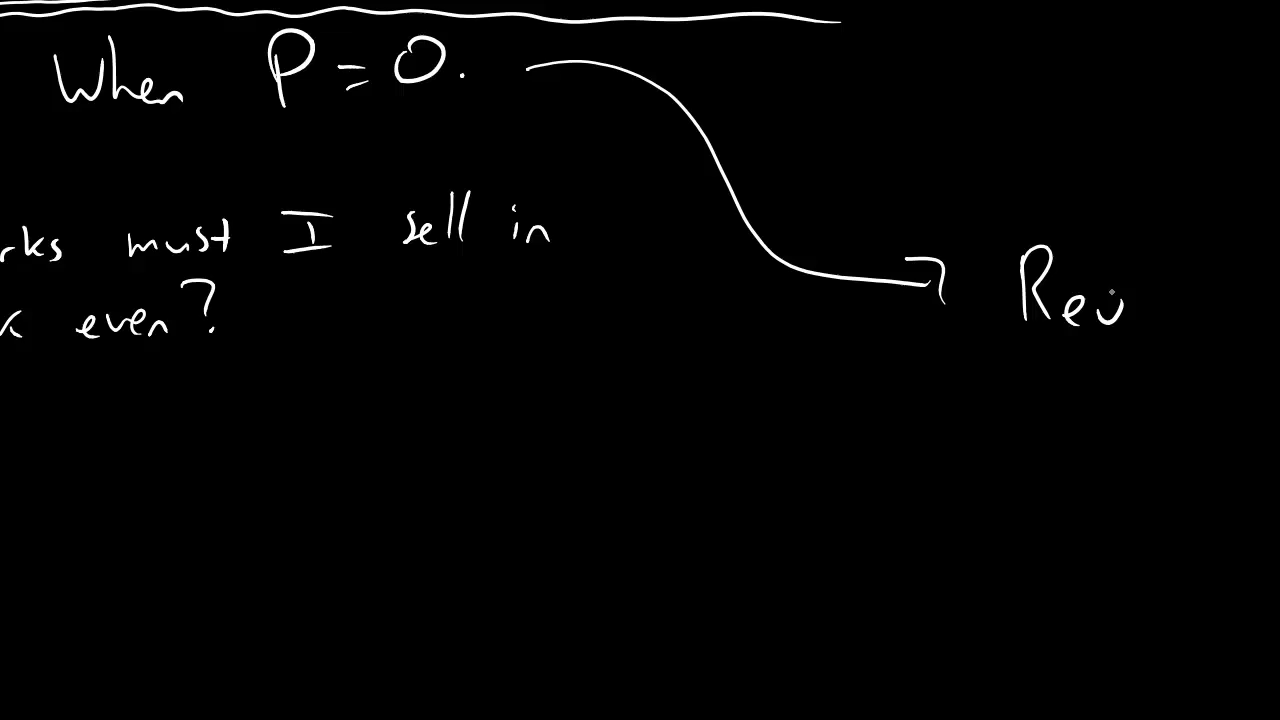 When P = 0.
rks must I sell in
k even?
Rev